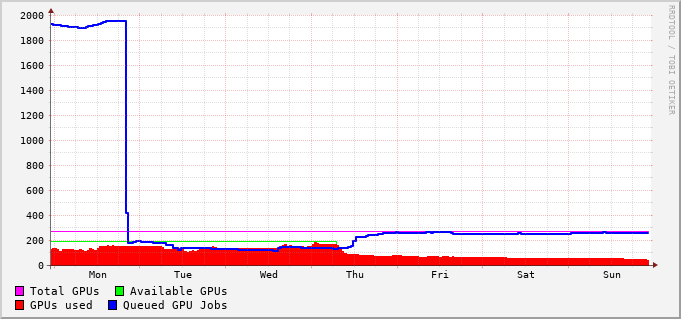 2000
1800
1600
1400
1200
1000
800
600
400
200
0
Mon Tue Wed Thu Fri Sat Sun
Total GPUs Available GPUs
GPUs used Queued GPU Jobs
RRDTOOL / TOBI OETIKER